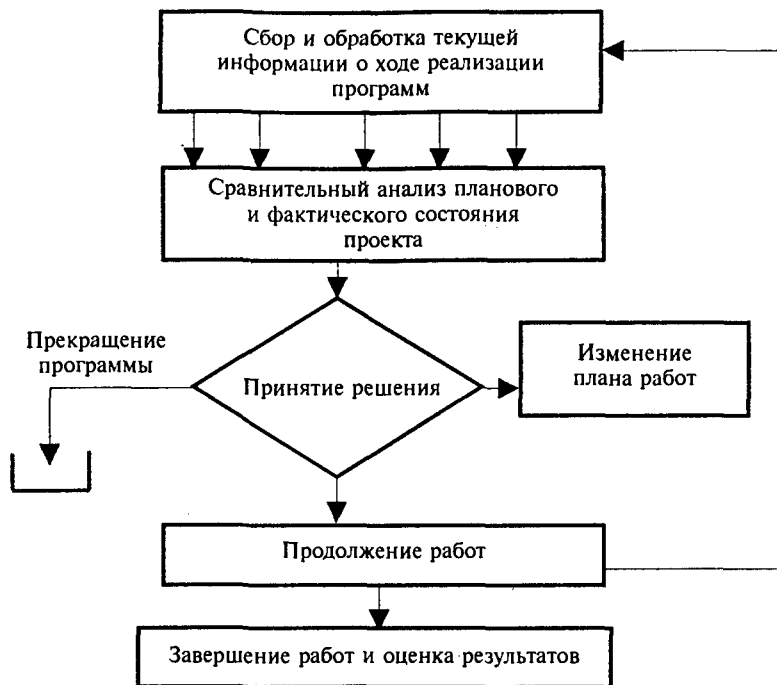 Сбор и обработка текущей
информации о ходе реализации
программ
Сравнительный анализ планового
и фактического состояния
проекта
Прекращение
программы
Принятие решения
Изменение
плана работ
Продолжение работ
Завершение работ и оценка результатов